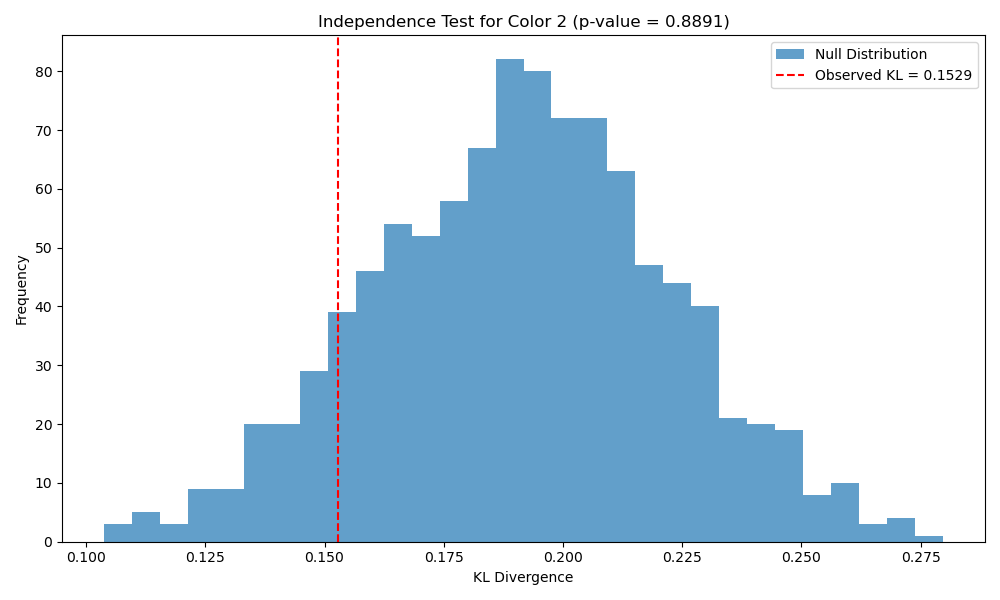 Independence Test for Color 2 (p-value = 0.8891)
Null Distribution
Observed KL = 0.1529
Frequency
80
70
60
50
40
30
20
10
0
0.100 0.125 0.150 0.175 0.200 0.225 0.250 0.275
KL Divergence